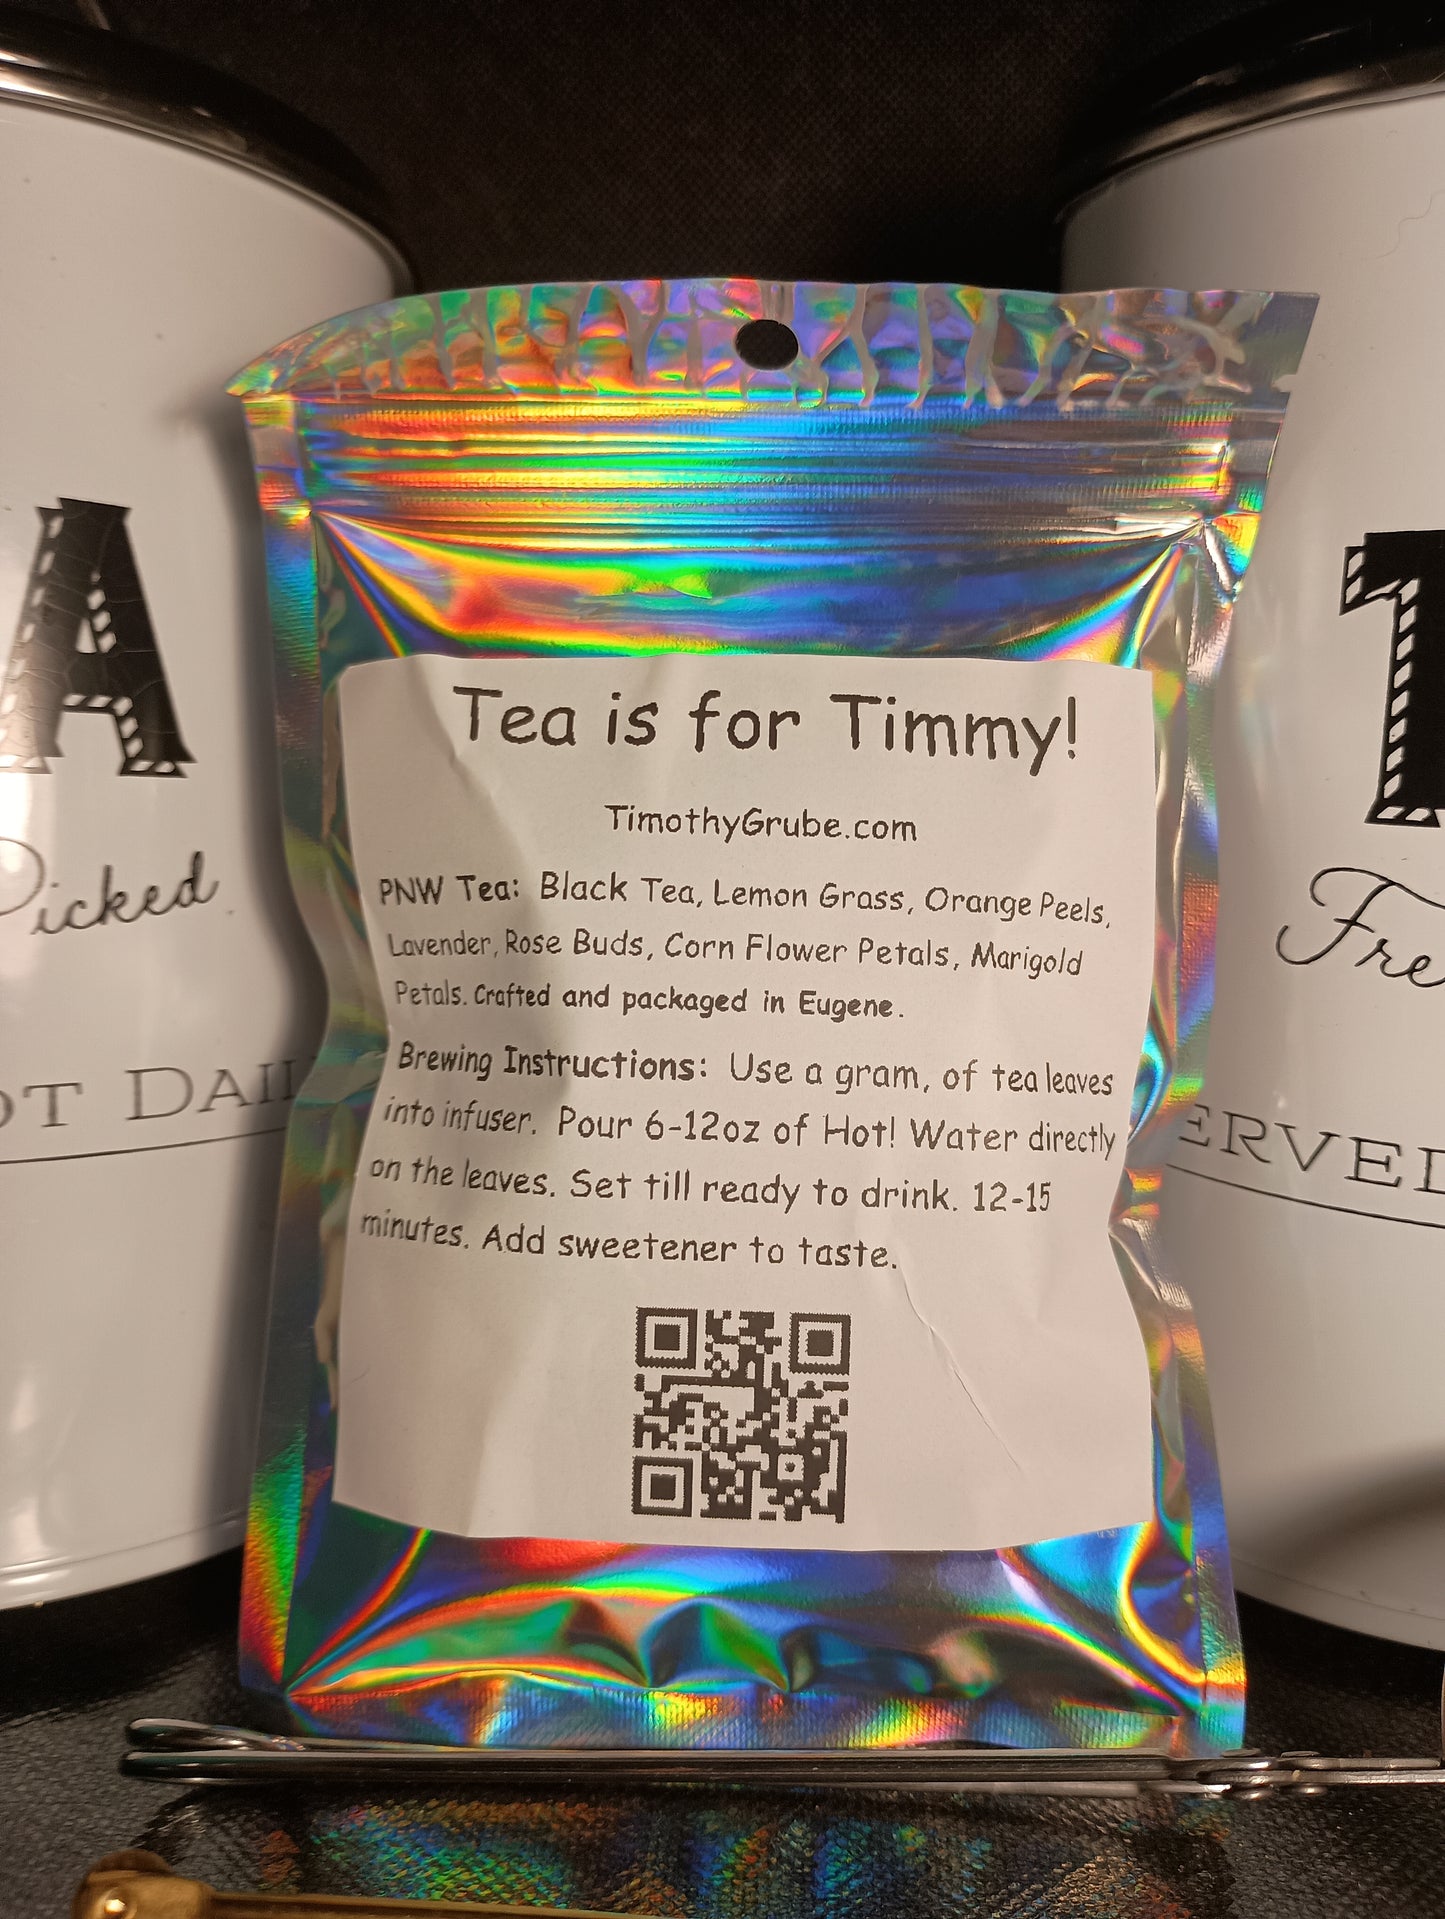 Tea is for Timmy!
TimothyGrube.com
PNW Tea: Black Tea, Lemon Grass, Orange Peels,
Lavender, Rose Buds, Corn Flower Petals, Marigold
Petals. Crafted and packaged in Eugene.
Brewing Instructions: Use a gram, of tea leaves
into infuser. Pour 6-12oz of Hot! Water directly
on the leaves. Set till ready to drink. 12-15
minutes. Add sweetener to taste.
A
Picked
OT DAIL
T
Fre
ERVED